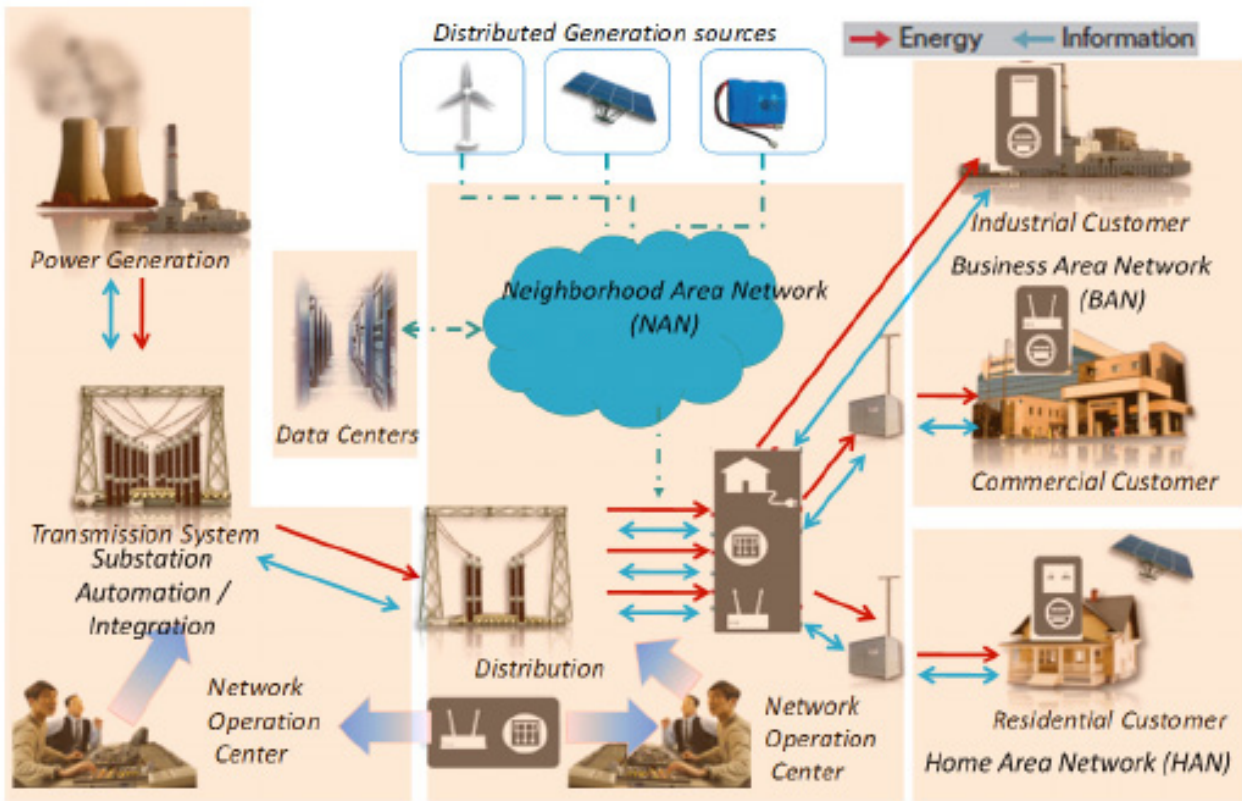 Distributed Generation sources
Energy
Information
Power Generation
Industrial Customer
Business Area Network
(BAN)
Neighborhood Area Network
(NAN)
Data Centers
Commercial Customer
Transmission System
Substation
Automation /
Integration
Distribution
Network
Operation
Center
Network
Operation
Center
Residential Customer
Home Area Network (HAN)